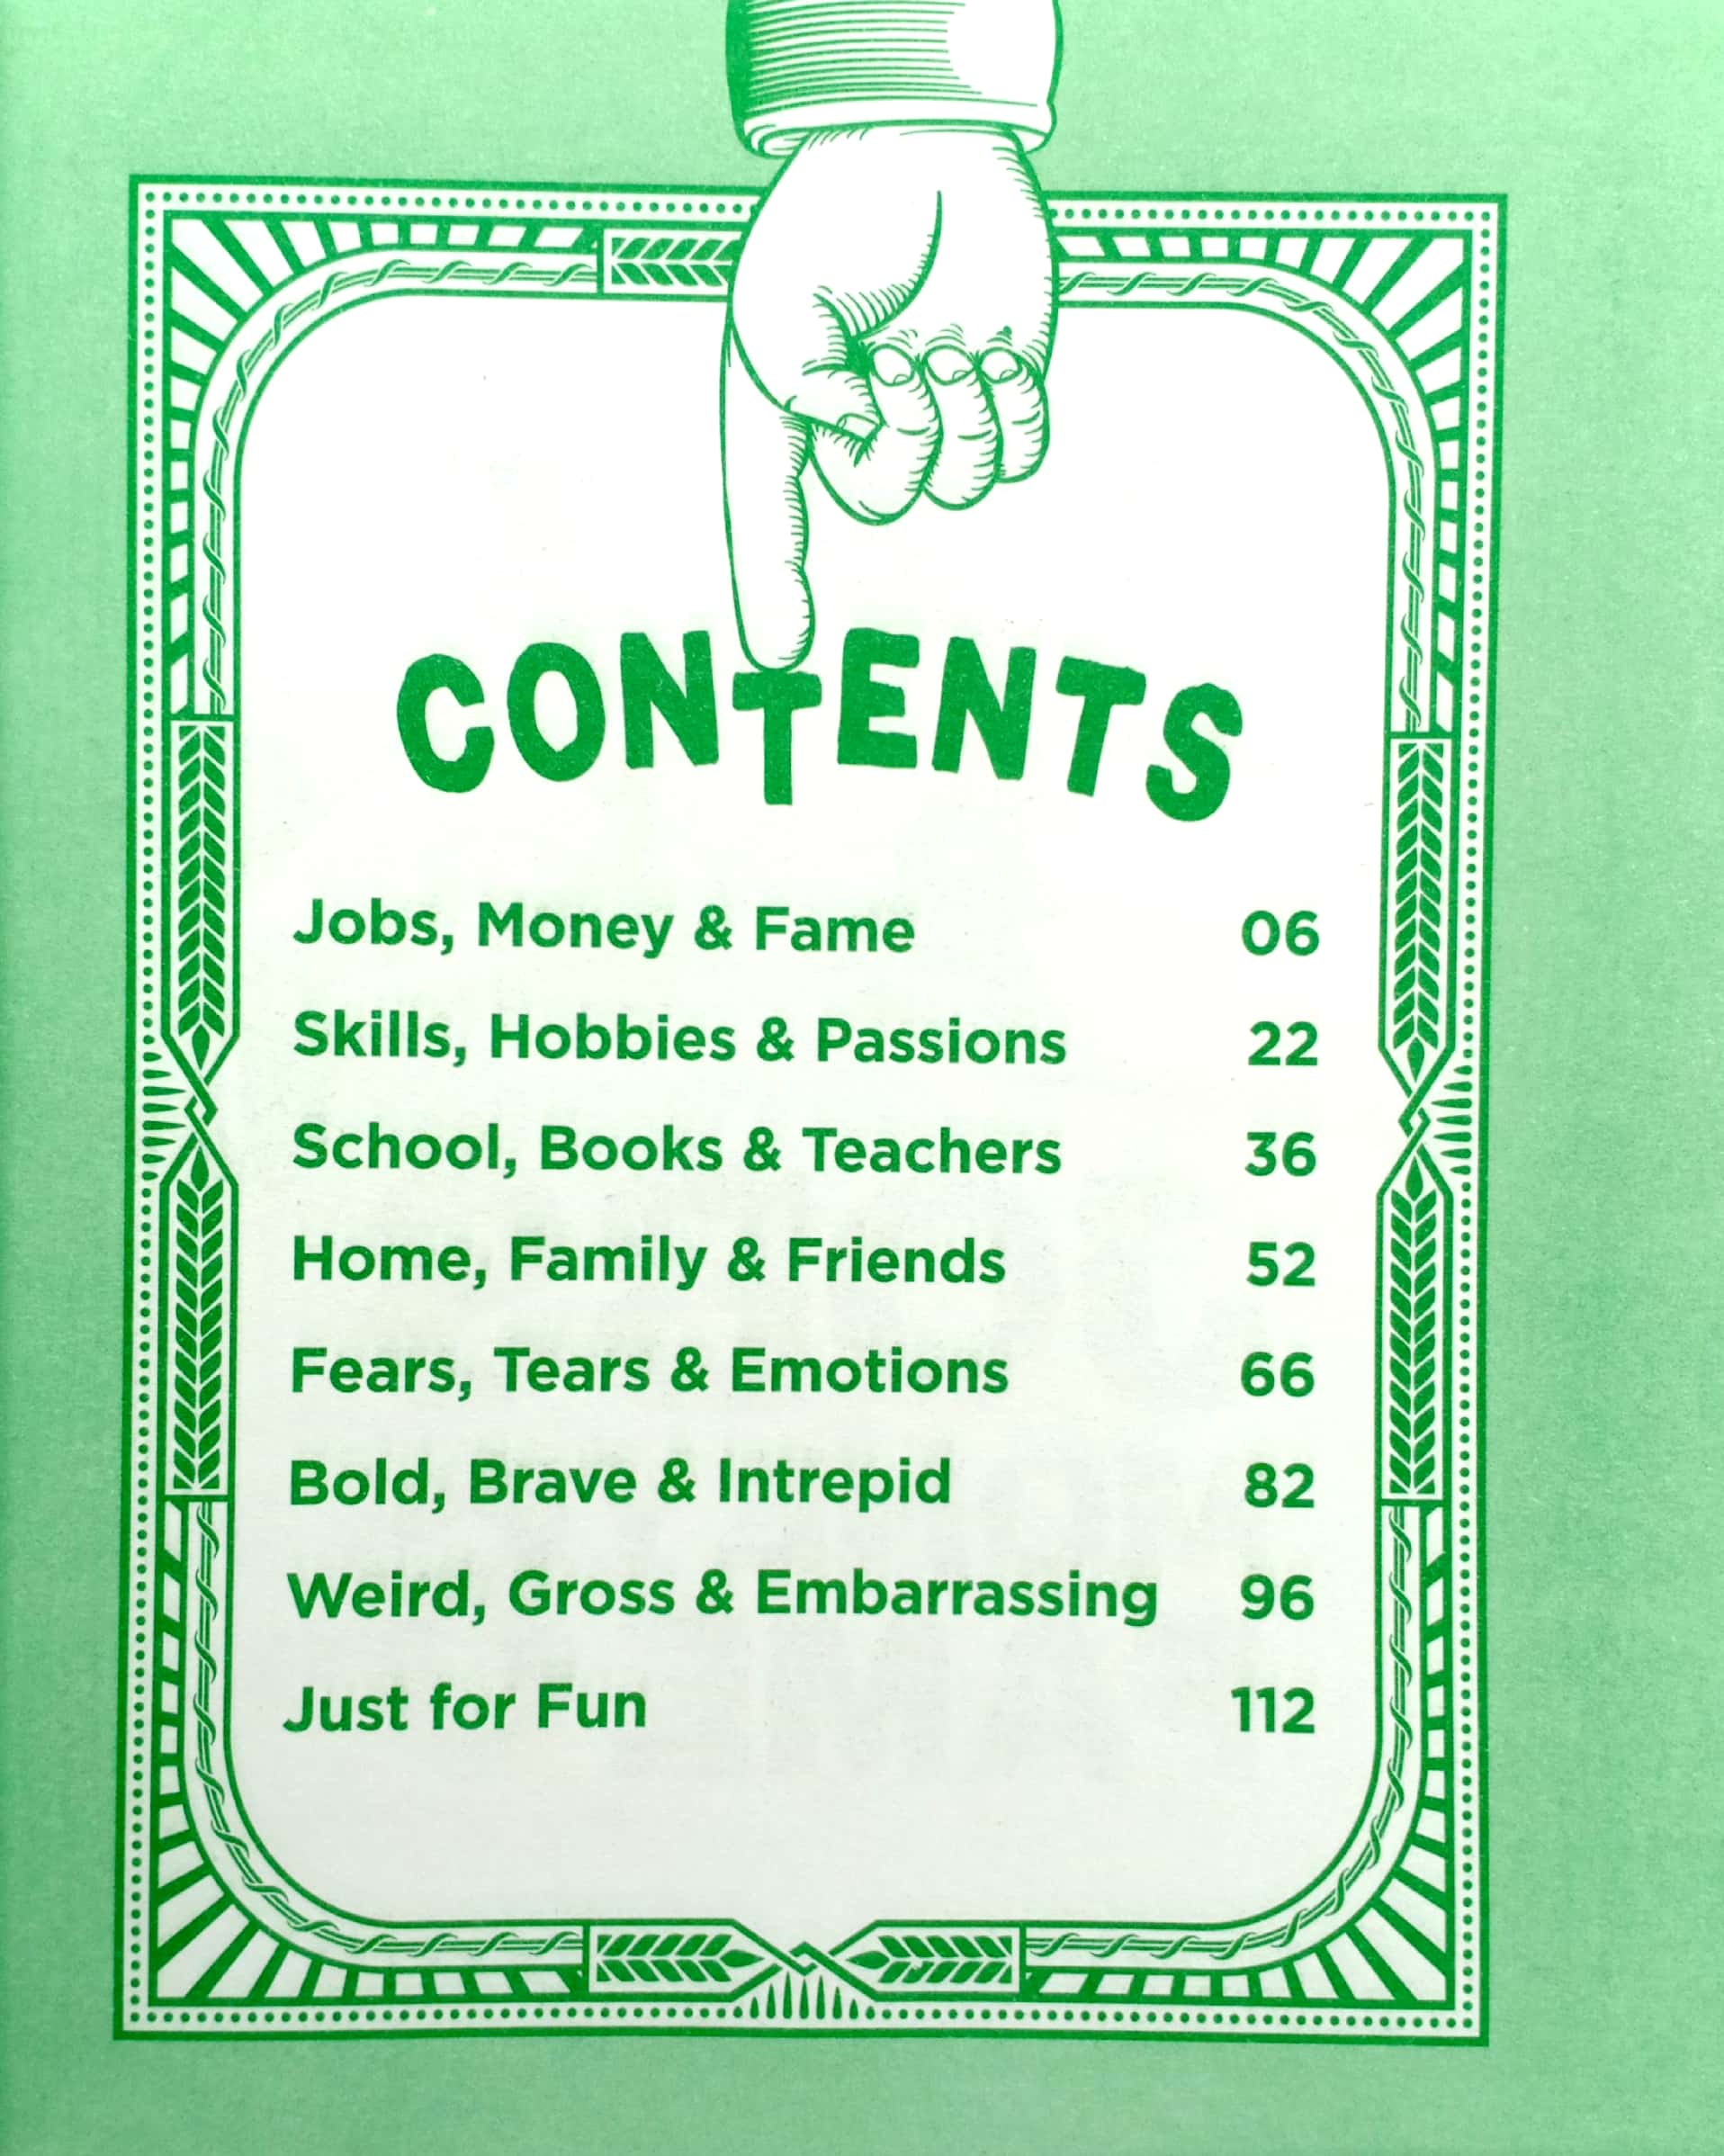 CONTENTS
Jobs, Money & Fame 06
Skills, Hobbies & Passions 22
School, Books & Teachers 36
Home, Family & Friends 52
Fears, Tears & Emotions 66
Bold, Brave & Intrepid 82
Weird, Gross & Embarrassing 96
Just for Fun 112